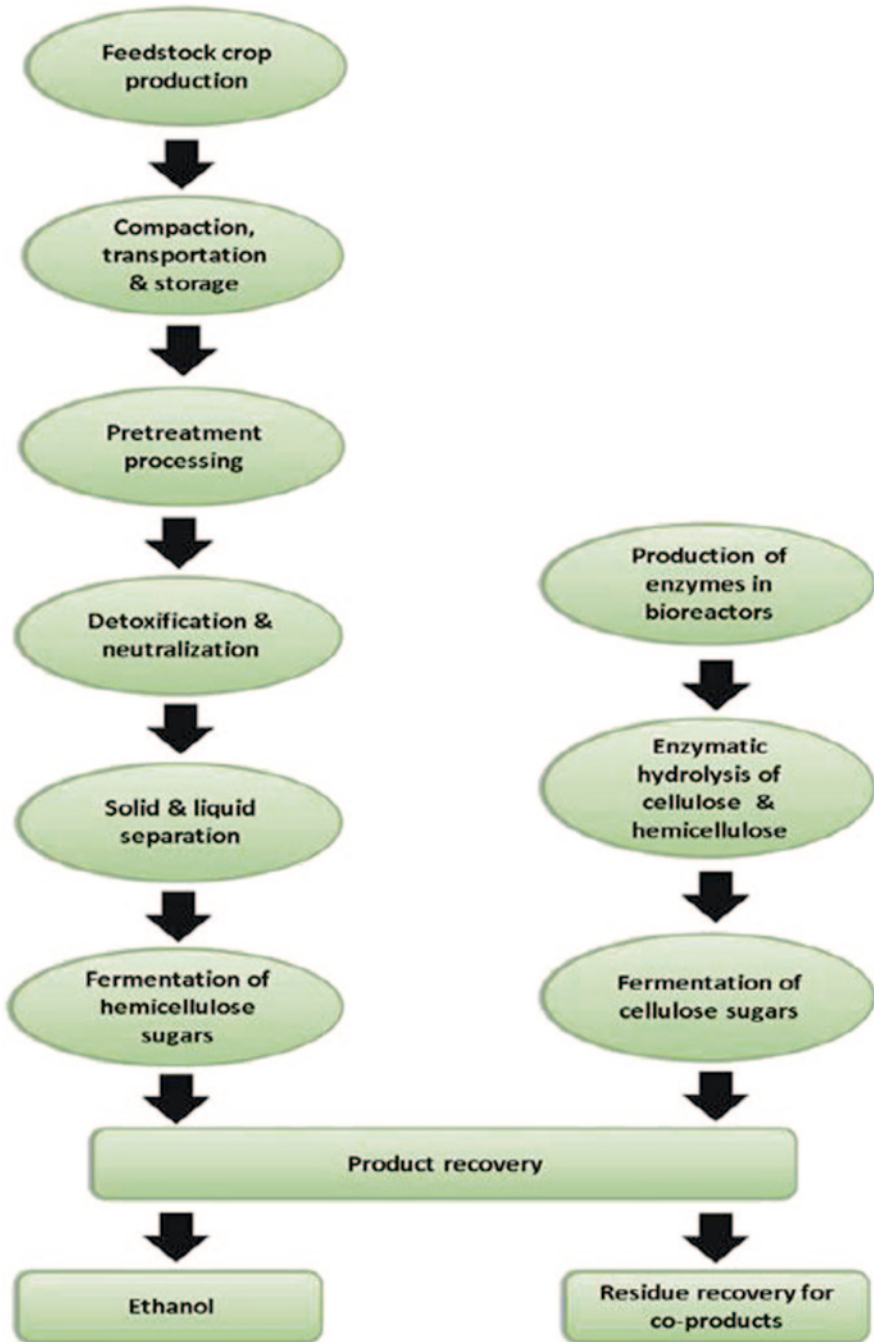 Feedstock crop
production
Compaction,
transportation
& storage
Pretreatment
processing
Detoxification &
neutralization
Solid & liquid
separation
Fermentation of
hemicellulose
sugars
Production of
enzymes in
bioreactors
Enzymatic
hydrolysis of
cellulose &
hemicellulose
Fermentation of
cellulose sugars
Product recovery
Ethanol
Residue recovery for
co-products